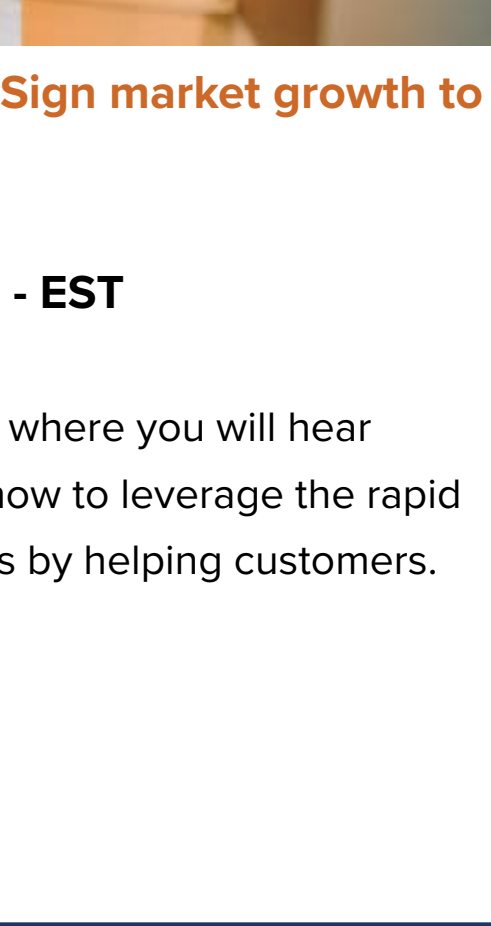 Sign market growth to
- EST
where you will hear
how to leverage the rapid
s by helping customers.